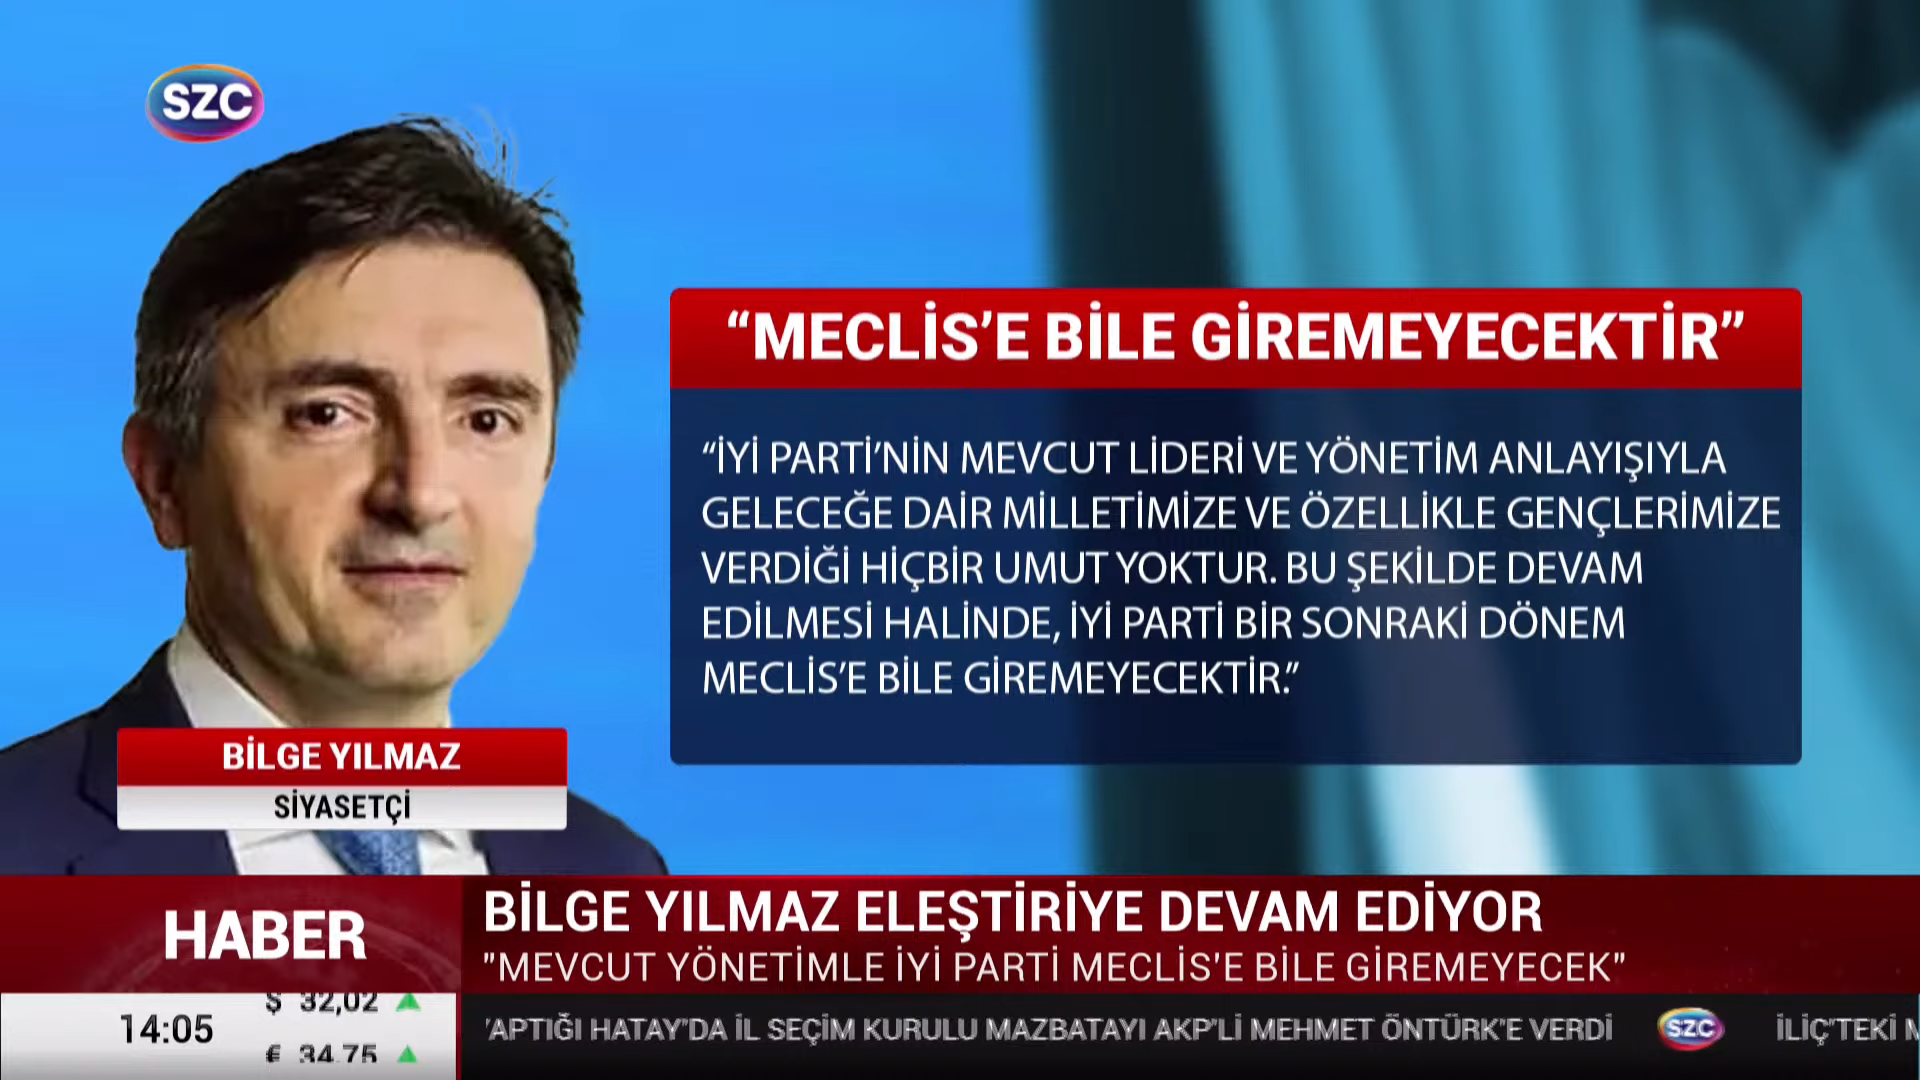 SZC
“MECLİS’E BİLE GİREMEYECEKTİR”
“İYİ PARTİ’NİN MEVCUT LİDERİ VE YÖNETİM ANLAYIŞIYLA
GELECEĞE DAİR MİLLETİMİZE VE ÖZELLİKLE GENÇLERİMİZE
VERDİĞİ HİÇBİR UMUT YOKTUR. BU ŞEKİLDE DEVAM
EDİLMESİ HALİNDE, İYİ PARTİ BİR SONRAKİ DÖNEM
MECLİS’E BİLE GİREMEYECEKTİR.”
BİLGE YILMAZ
SİYASETÇİ
HABER
BİLGE YILMAZ ELEŞTİRİYE DEVAM EDİYOR
"MEVCUT YÖNETİMLE İYİ PARTİ MECLİS'E BİLE GİREMEYECEK"
14:05
$ 32,02
€ 34,75
'APTIĞI HATAY'DA İL SEÇİM KURULU MAZBATAYI AKP'Lİ MEHMET ÖNTÜRK'E VERDİ SZC İLİÇ'TEKİ